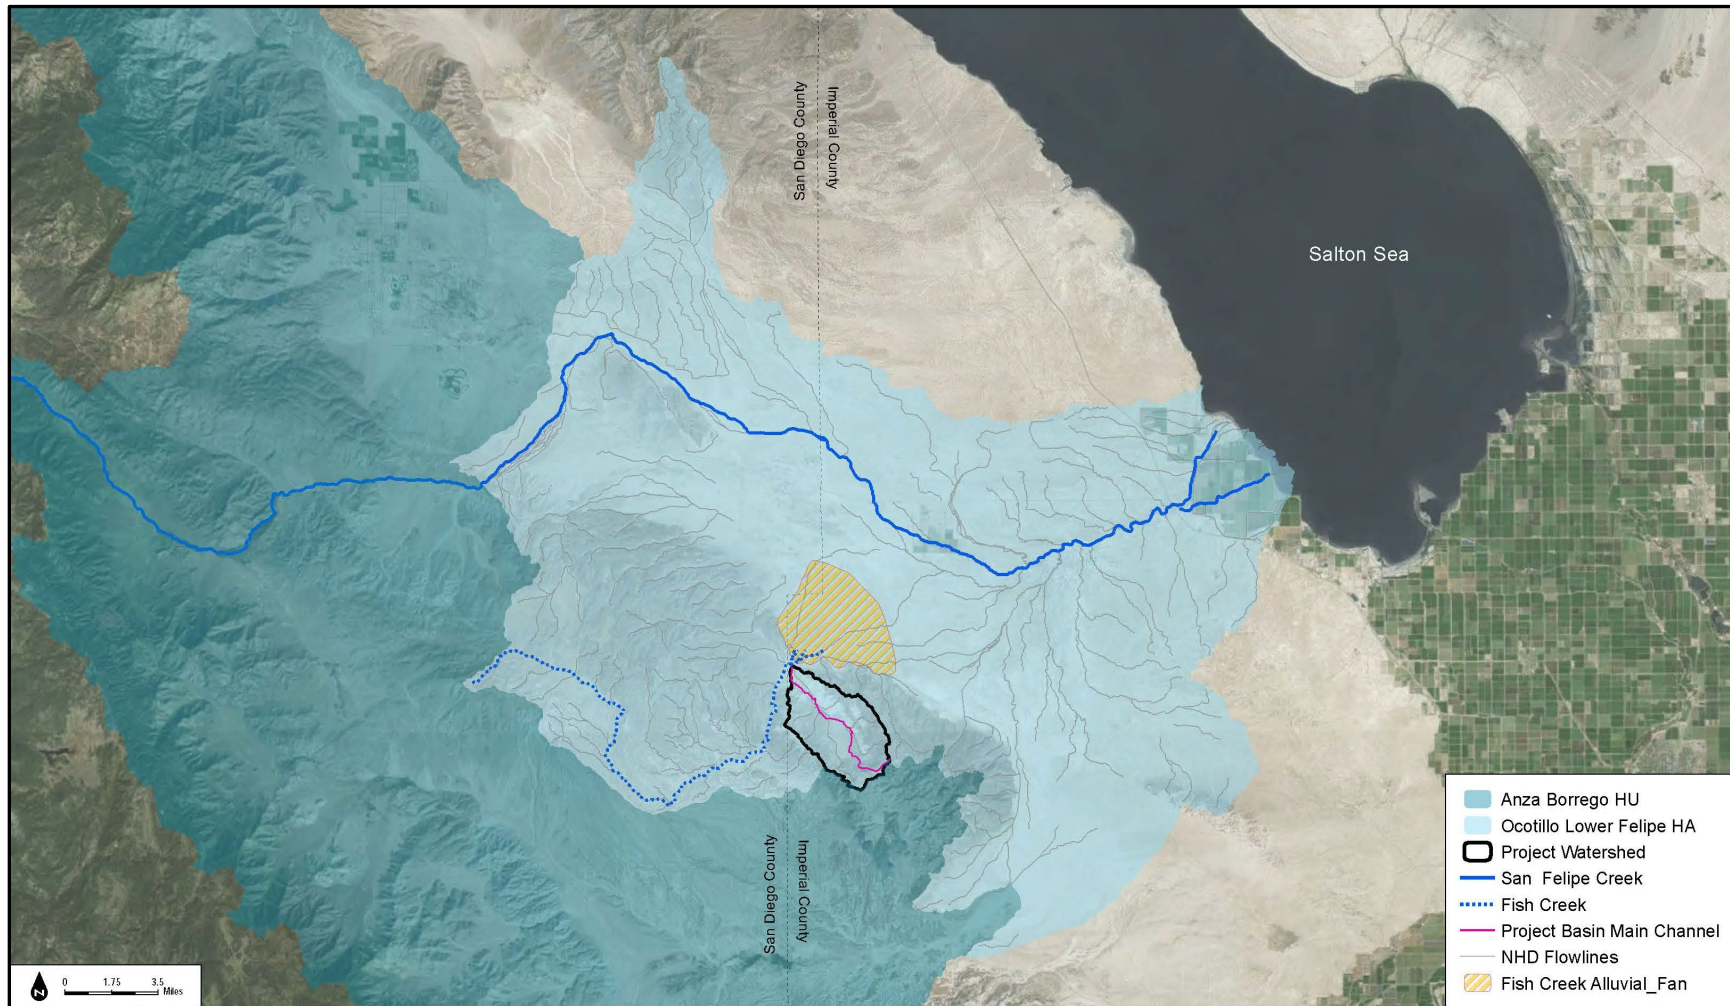 San Diego County
Imperial County
Salton Sea
San Diego County
Imperial County
Anza Borrego HU
Ocotillo Lower Felipe HA
Project Watershed
San Felipe Creek
Fish Creek
Project Basin Main Channel
NHD Flowlines
Fish Creek Alluvial_Fan
N
0 1.75 3.5
Miles